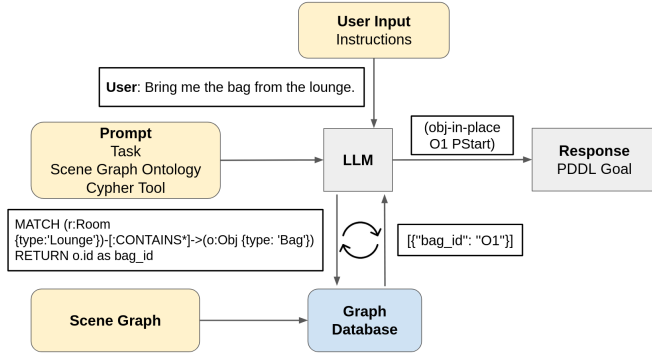 User Input
Instructions
User: Bring me the bag from the lounge.
(obj-in-place
O1 PStart)
Prompt
Task
Scene Graph Ontology
Cypher Tool
LLM
Response
PDDL Goal
MATCH (r:Room
{type:'Lounge'})-[:CONTAINS*]->(o:Obj {type: 'Bag'})
RETURN o.id as bag_id
[{"bag_id": "O1"}]
Scene Graph
Graph
Database